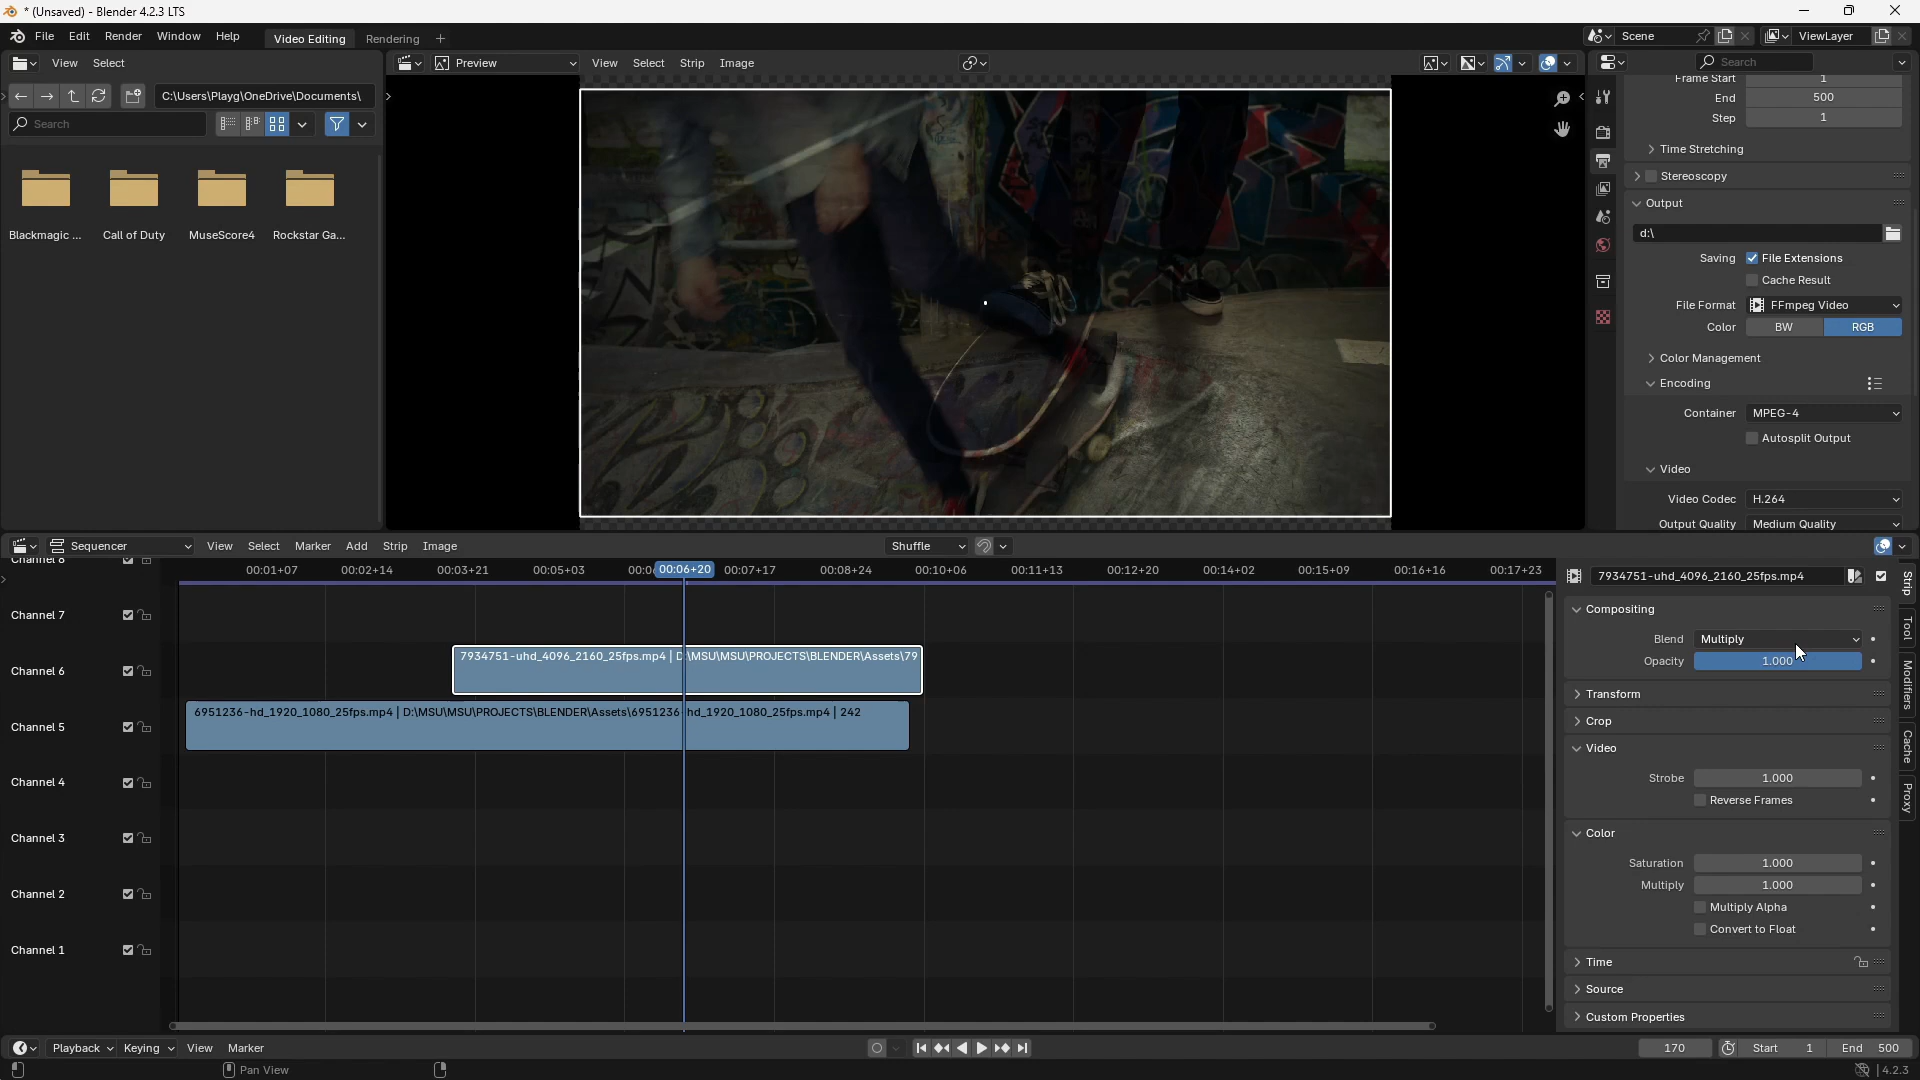 * (Unsaved) - Blender 4.2.3 LTS
File Edit Render Window Help Video Editing Rendering + Scene ViewLayer
View Select Preview View Select Strip Image Search
C:\Users\Playg\OneDrive\Documents\
Search
Blackmagic ... Call of Duty MuseScore4 Rockstar Ga...
Frame Start 1
End 500
Step 1
Time Stretching
Stereoscopy
Output
d:\
Saving File Extensions
Cache Result
File Format FFmpeg Video
Color BW RGB
Color Management
Encoding
Container MPEG-4
Autosplit Output
Video
Video Codec H.264
Output Quality Medium Quality
Sequencer View Select Marker Add Strip Image Shuffle
00:01+07 00:02+14 00:03+21 00:05+03 00:0 00:06+20 00:07+17 00:08+24 00:10+06 00:11+13 00:12+20 00:14+02 00:15+09 00:16+16 00:17+23
Channel 8
Channel 7
Channel 6
Channel 5
Channel 4
Channel 3
Channel 2
Channel 1
7934751-uhd_4096_2160_25fps.mp4 | D:\MSU\MSU\PROJECTS\BLENDER\Assets\79
6951236-hd_1920_1080_25fps.mp4 | D:\MSU\MSU\PROJECTS\BLENDER\Assets\6951236-hd_1920_1080_25fps.mp4 | 242
7934751-uhd_4096_2160_25fps.mp4
Compositing
Blend Multiply
Opacity 1.000
Transform
Crop
Video
Strobe 1.000
Reverse Frames
Color
Saturation 1.000
Multiply 1.000
Multiply Alpha
Convert to Float
Time
Source
Custom Properties
Strip
Tool
Modifiers
Cache
Proxy
Playback Keying View Marker 170 Start 1 End 500
Pan View 4.2.3